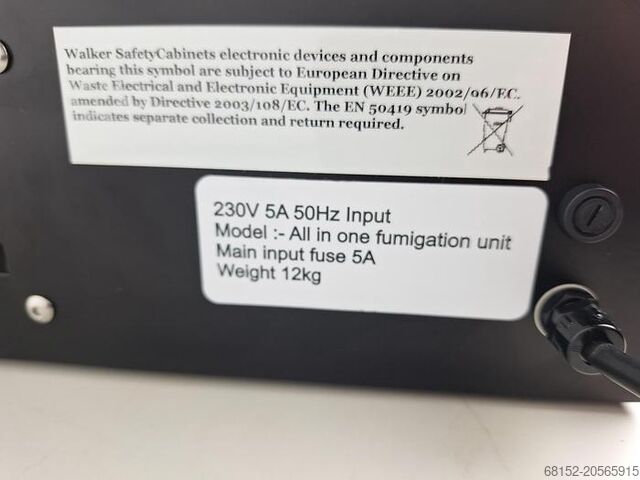 Walker SafetyCabinets electronic devices and components
bearing this symbol are subject to European Directive on
Waste Electrical and Electronic Equipment (WEEE) 2002/96/EC.
amended by Directive 2003/108/EC. The EN 50419 symbol
indicates separate collection and return required.
230V 5A 50Hz Input
Model :- All in one fumigation unit
Main input fuse 5A
Weight 12kg
68152-20565915